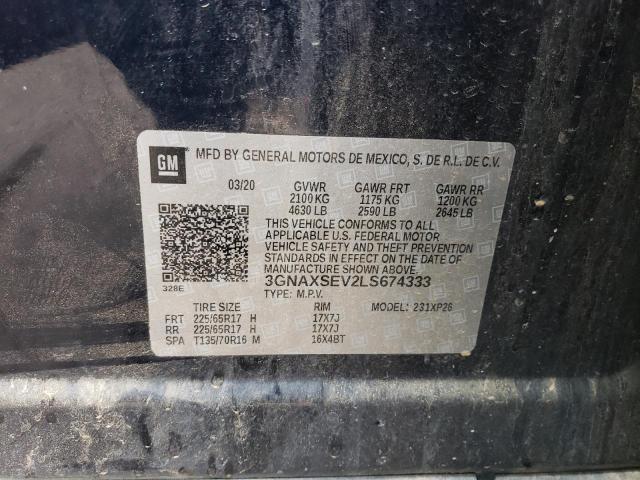 GM MFD BY GENERAL MOTORS DE MEXICO, S. DE R.L. DE C.V.
03/20 GVWR GAWR FRT GAWR RR
2100 KG 1175 KG 1200 KG
4630 LB 2590 LB 2645 LB
THIS VEHICLE CONFORMS TO ALL
APPLICABLE U.S. FEDERAL MOTOR
VEHICLE SAFETY AND THEFT PREVENTION
STANDARDS IN EFFECT ON THE DATE OF
MANUFACTURE SHOWN ABOVE.
3GNAXSEV2LS674333
328E TYPE: M.P.V.
TIRE SIZE RIM MODEL: 231XP26
FRT 225/65R17 H 17X7J
RR 225/65R17 H 17X7J
SPA T135/70R16 M 16X4BT